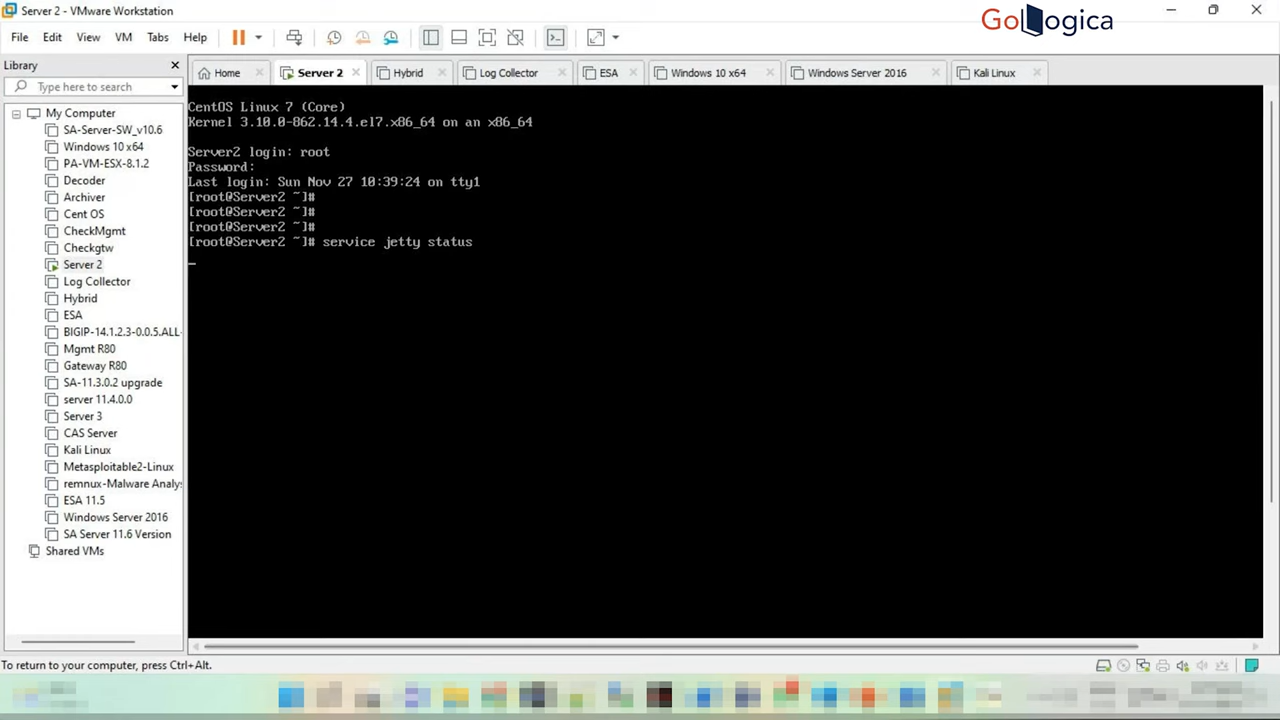 Server 2 - VMware Workstation
GoLogica
File Edit View VM Tabs Help
Library
Type here to search
Home
Server 2
Hybrid
Log Collector
ESA
Windows 10 x64
Windows Server 2016
Kali Linux
My Computer
SA-Server-SW_v10.6
Windows 10 x64
PA-VM-ESX-8.1.2
Decoder
Archiver
Cent OS
CheckMgmt
Checkgtw
Server 2
Log Collector
Hybrid
ESA
BIGIP-14.1.2.3-0.0.5.ALL-
Mgmt R80
Gateway R80
SA-11.3.0.2 upgrade
server 11.4.0.0
Server 3
CAS Server
Kali Linux
Metasploitable2-Linux
remnux-Malware Analys
ESA 11.5
Windows Server 2016
SA Server 11.6 Version
Shared VMs
CentOS Linux 7 (Core)
Kernel 3.10.0-862.14.4.el7.x86_64 on an x86_64
Server2 login: root
Password:
Last login: Sun Nov 27 10:39:24 on tty1
[root@Server2 ~]#
[root@Server2 ~]#
[root@Server2 ~]#
[root@Server2 ~]# service jetty status
To return to your computer, press Ctrl+Alt.